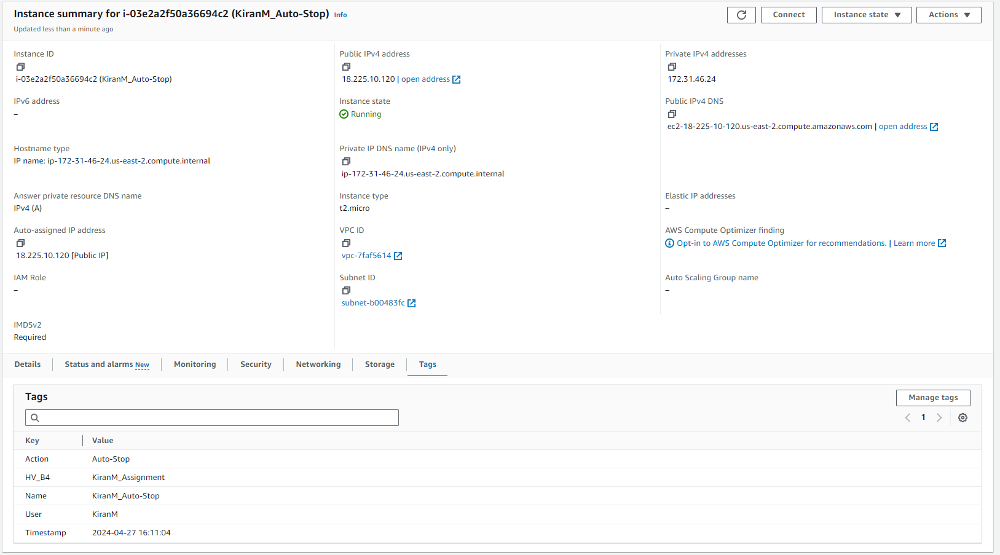 Instance summary for i-03e2a2f50a36694c2 (KiranM_Auto-Stop) Info
Updated less than a minute ago
Connect
Instance state
Actions
Instance ID
i-03e2a2f50a36694c2 (KiranM_Auto-Stop)
Public IPv4 address
18.225.10.120 | open address
Private IPv4 addresses
172.31.46.24
IPv6 address
–
Instance state
Running
Public IPv4 DNS
ec2-18-225-10-120.us-east-2.compute.amazonaws.com | open address
Hostname type
IP name: ip-172-31-46-24.us-east-2.compute.internal
Private IP DNS name (IPv4 only)
ip-172-31-46-24.us-east-2.compute.internal
Answer private resource DNS name
IPv4 (A)
Instance type
t2.micro
Elastic IP addresses
–
Auto-assigned IP address
18.225.10.120 [Public IP]
VPC ID
vpc-7faf5614
AWS Compute Optimizer finding
Opt-in to AWS Compute Optimizer for recommendations. | Learn more
IAM Role
–
Subnet ID
subnet-b00483fc
Auto Scaling Group name
–
IMDSv2
Required
Details
Status and alarms New
Monitoring
Security
Networking
Storage
Tags
Tags
Manage tags
1
Key Value
Action Auto-Stop
HV_B4 KiranM_Assignment
Name KiranM_Auto-Stop
User KiranM
Timestamp 2024-04-27 16:11:04